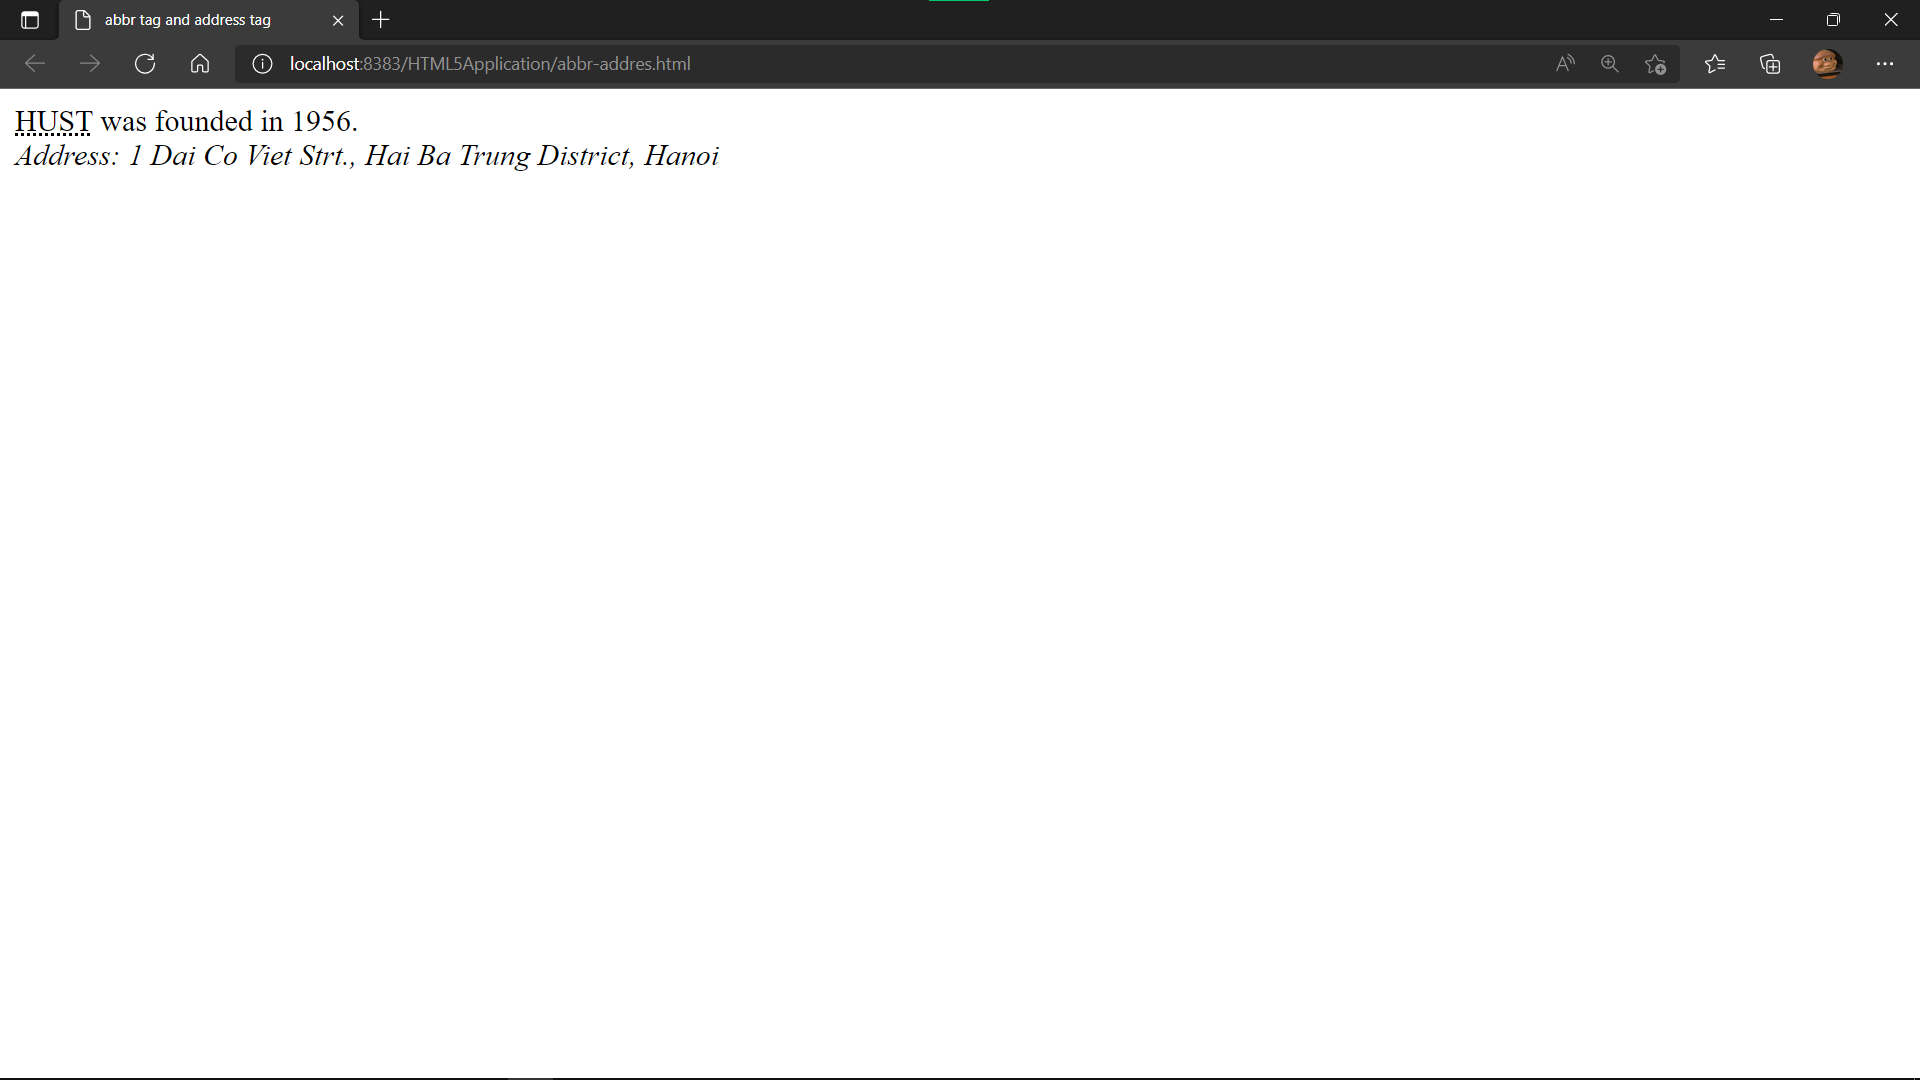 abbr tag and address tag
localhost:8383/HTML5Application/abbr-addres.html
HUST was founded in 1956.
Address: 1 Dai Co Viet Strt., Hai Ba Trung District, Hanoi